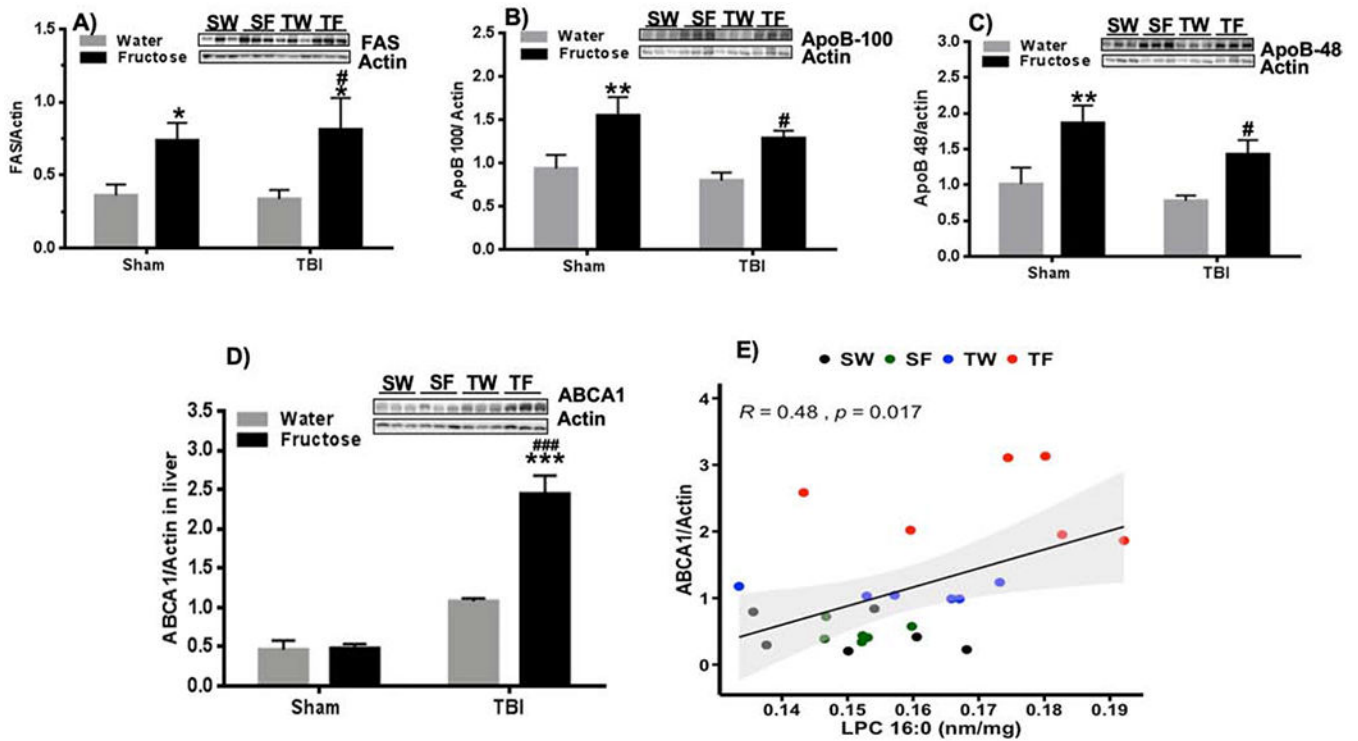 A)
SW SF TW TF
FAS
Actin
Water
Fructose
#
*
*
FAS/Actin
1.5
1.0
0.5
0.0
Sham TBI
B)
SW SF TW TF
ApoB-100
Actin
Water
Fructose
**
#
ApoB 100/ Actin
2.5
2.0
1.5
1.0
0.5
0.0
Sham TBI
C)
SW SF TW TF
ApoB-48
Actin
Water
Fructose
**
#
ApoB 48/actin
3.0
2.5
2.0
1.5
1.0
0.5
0.0
Sham TBI
D)
SW SF TW TF
ABCA1
Actin
Water
Fructose
###
***
ABCA 1/Actin in liver
3.5
3.0
2.5
2.0
1.5
1.0
0.5
0.0
Sham TBI
E)
SW SF TW TF
R = 0.48 , p = 0.017
ABCA1/Actin
4
3
2
1
0
0.14 0.15 0.16 0.17 0.18 0.19
LPC 16:0 (nm/mg)